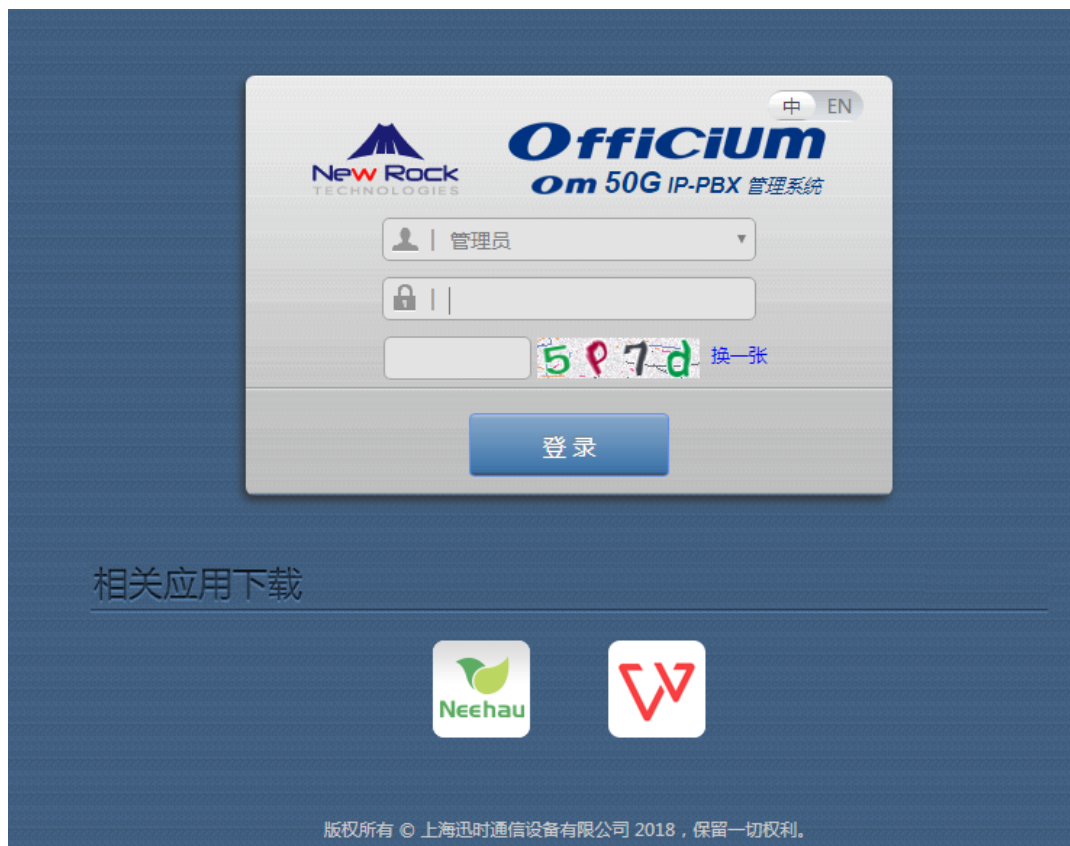 中 EN
New Rock
TECHNOLOGIES
Officium
Om 50G IP-PBX 管理系统
管理员
5P7d 换一张
登录
相关应用下载
Neehau
版权所有 © 上海迅时通信设备有限公司 2018，保留一切权利。